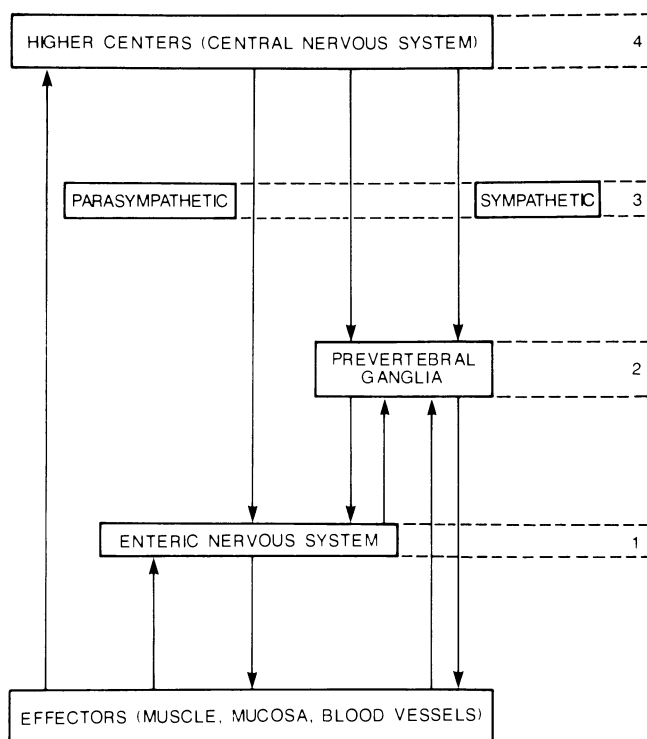 HIGHER CENTERS (CENTRAL NERVOUS SYSTEM)
4
PARASYMPATHETIC
SYMPATHETIC
3
PREVERTEBRAL
GANGLIA
2
ENTERIC NERVOUS SYSTEM
1
EFFECTORS (MUSCLE, MUCOSA, BLOOD VESSELS)